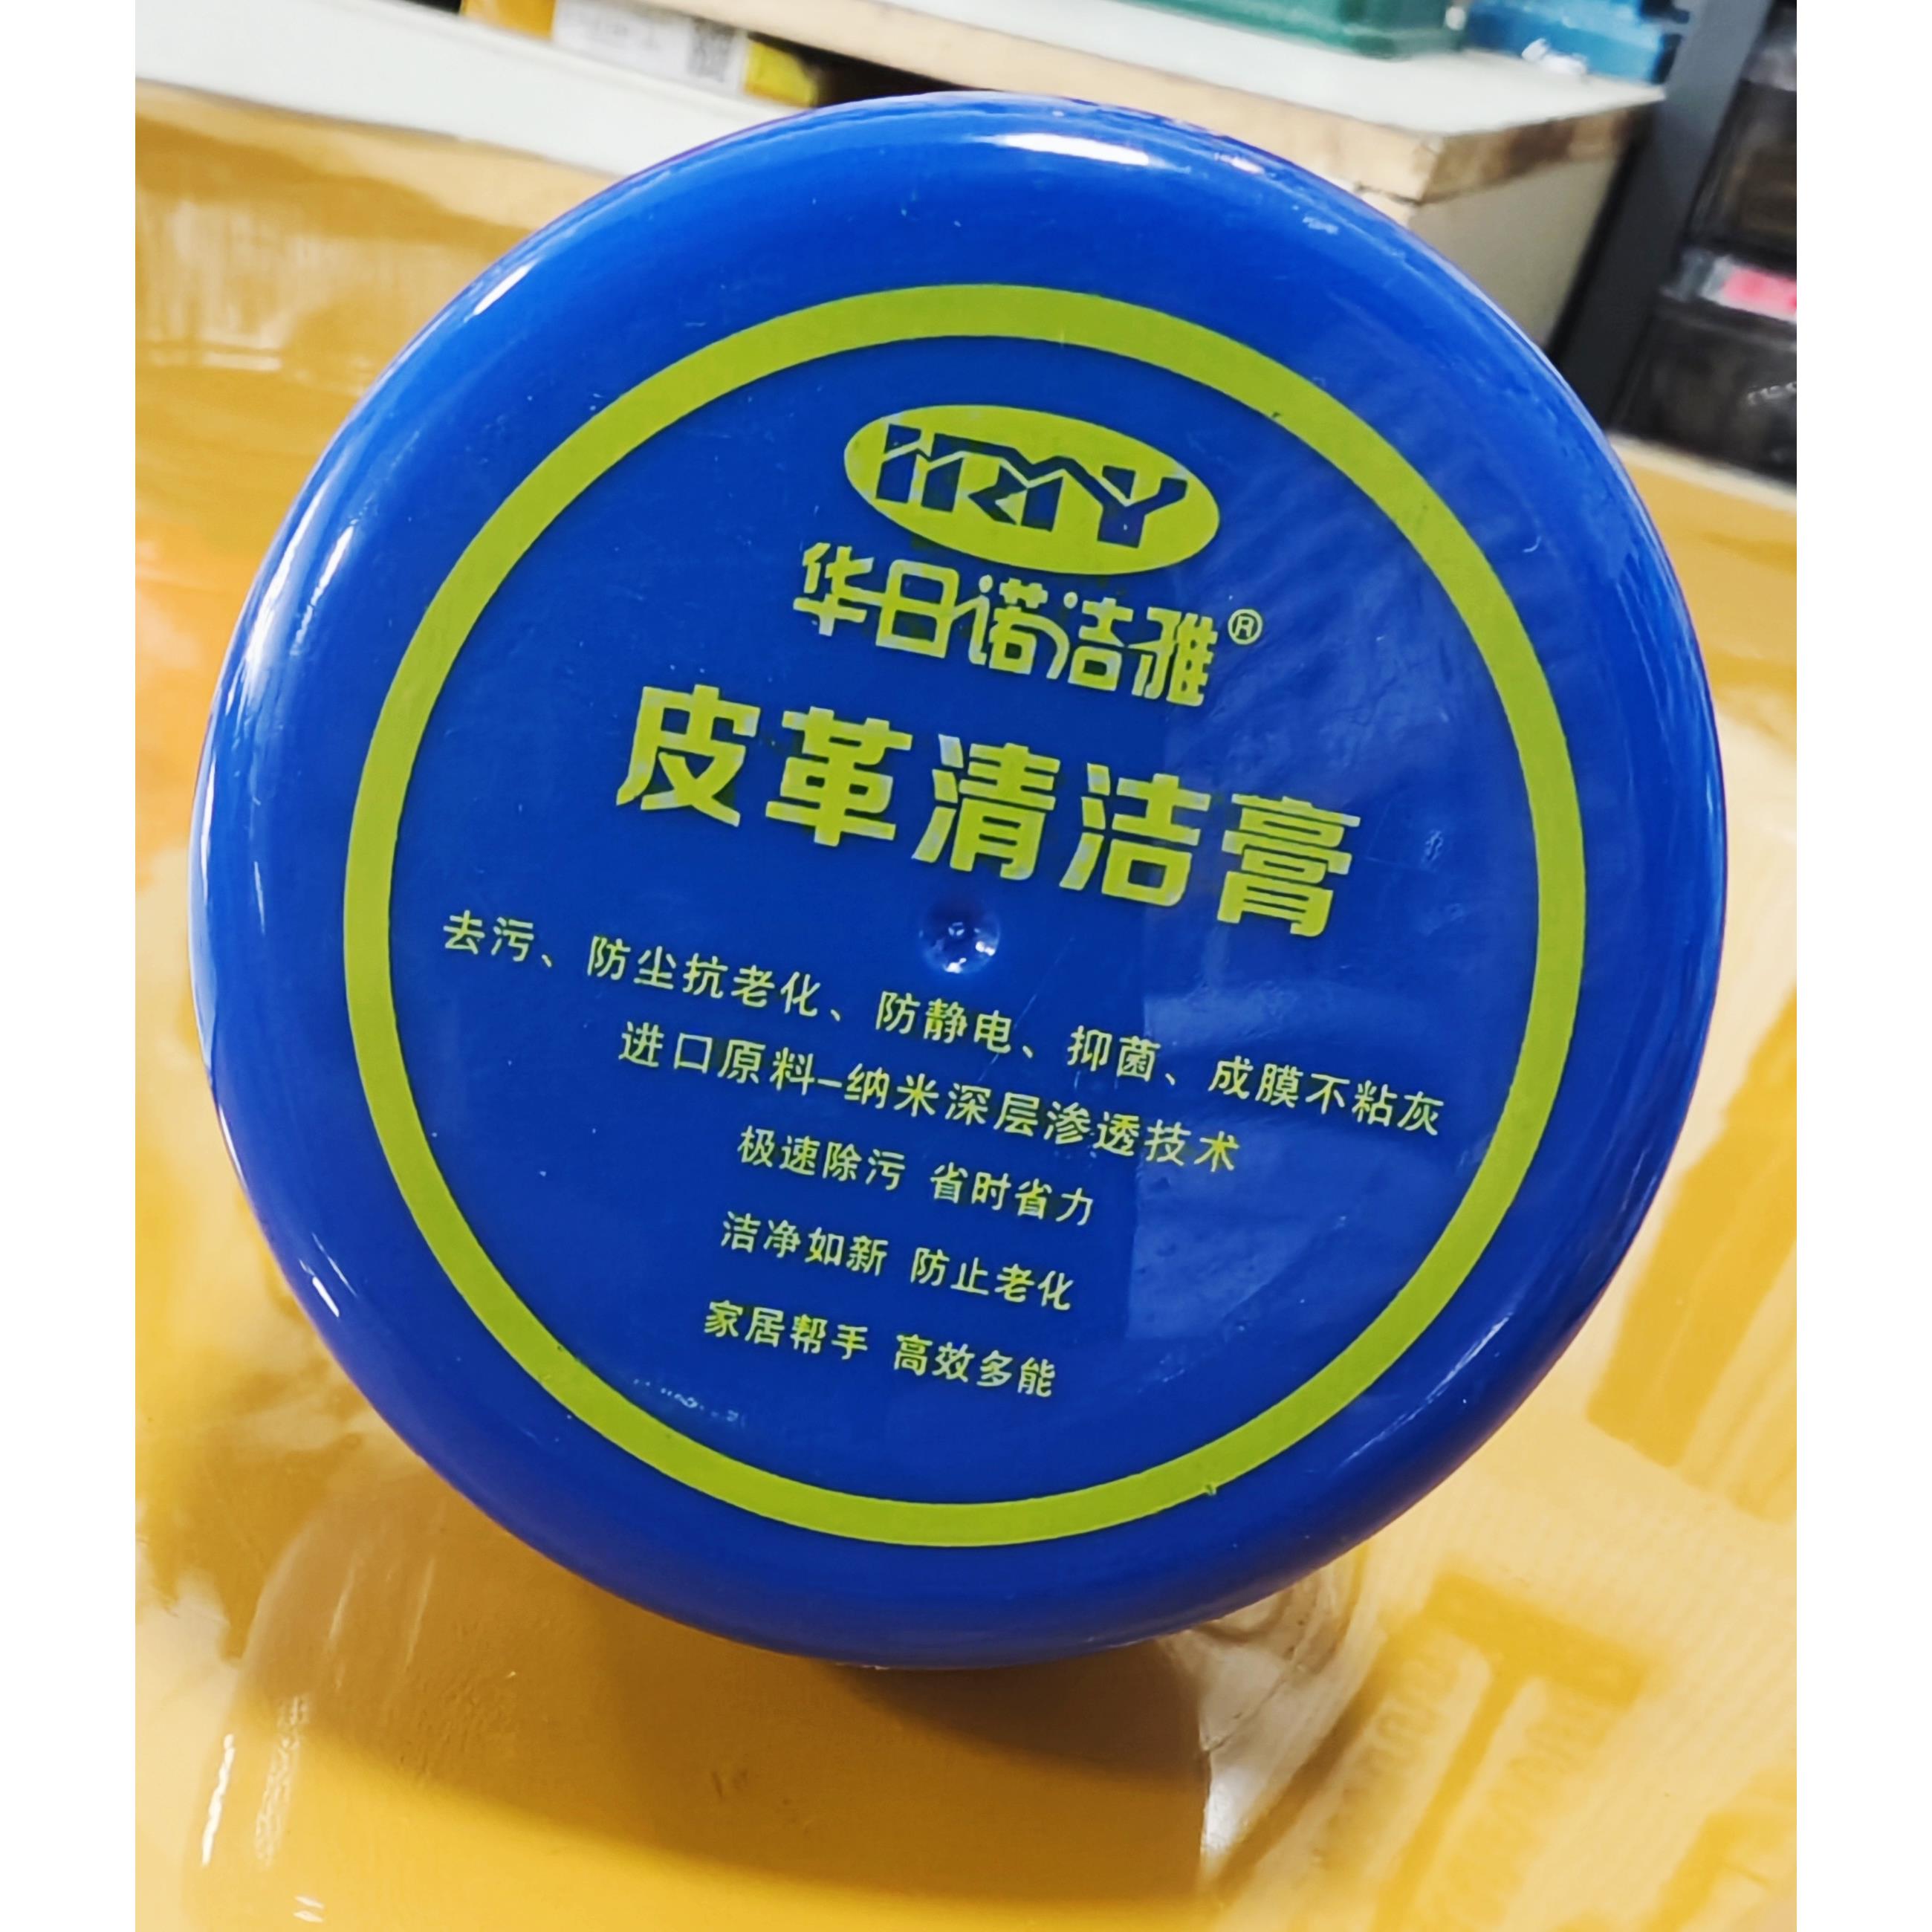 华日诺洁雅®
皮革清洁膏
去污、防尘抗老化、防静电、抑菌、成膜不粘灰
进口原料-纳米深层渗透技术
极速除污 省时省力
洁净如新 防止老化
家居帮手 高效多能